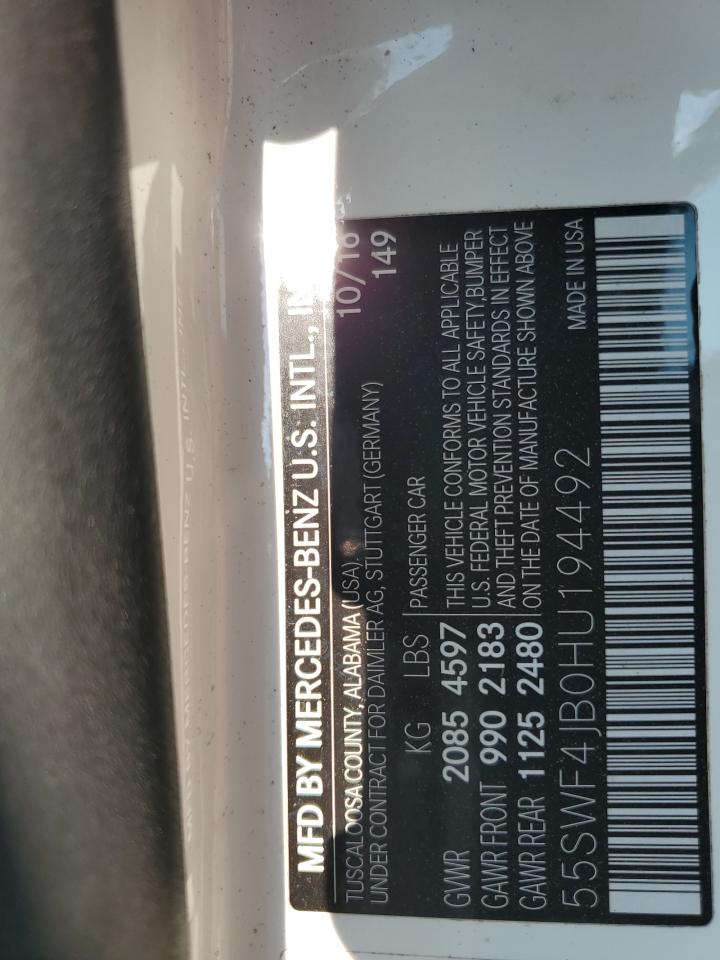 MFD BY MERCEDES-BENZ U.S. INTL.,
TUSCALOOSA COUNTY, ALABAMA (USA) 10/16
UNDER CONTRACT FOR DAIMLER AG, STUTTGART (GERMANY) 149
KG LBS PASSENGER CAR
GVWR 2085 4597 THIS VEHICLE CONFORMS TO ALL APPLICABLE
GAWR FRONT 990 2183 U.S. FEDERAL MOTOR VEHICLE SAFETY,BUMPER
AND THEFT PREVENTION STANDARDS IN EFFECT
GAWR REAR 1125 2480 ON THE DATE OF MANUFACTURE SHOWN ABOVE
55SWF4JB0HU194492 MADE IN USA